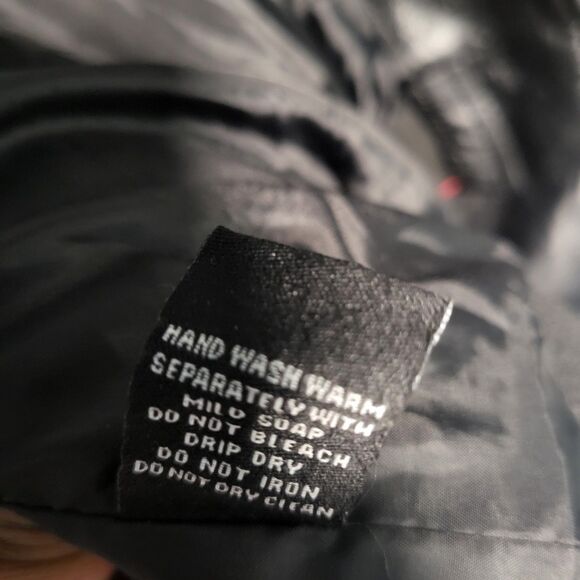 HAND WASH WARM
SEPARATELY WITH
MILD SOAP
DO NOT BLEACH
DRIP DRY
DO NOT IRON
DO NOT DRY CLEAN